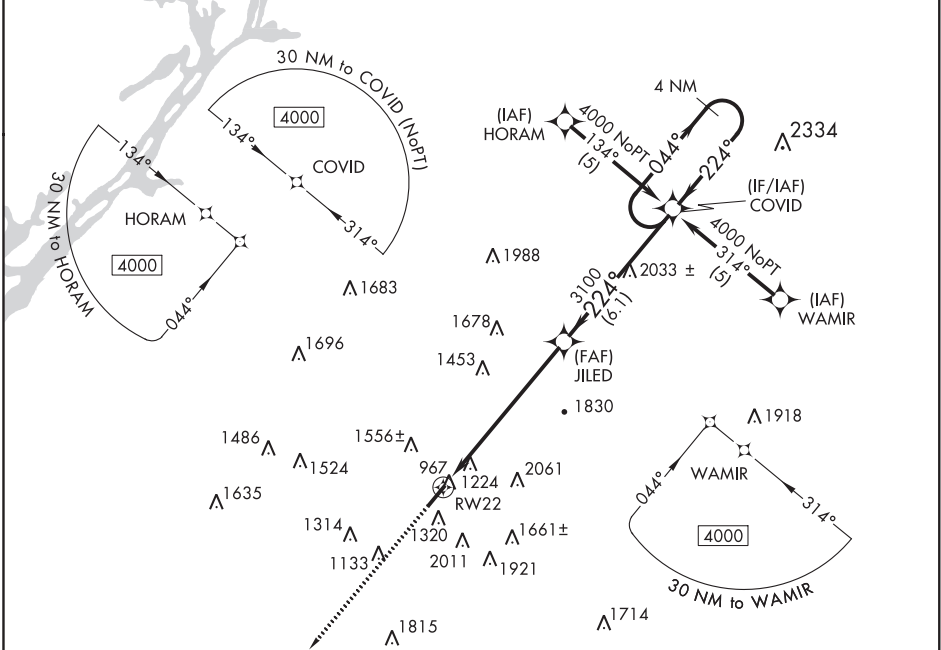 30 NM to COVID (NoPT)
4000
134°
COVID
314°
134°
30 NM to HORAM
HORAM
4000
044°
4 NM
(IAF)
HORAM
4000 NoPT
134°
(5)
044°
224°
2334
(IF/IAF)
COVID
4000 NoPT
314°
(5)
(IAF)
WAMIR
1988
2033 ±
3100
224°
(6.1)
1683
1678
1696
1453
(FAF)
JILED
1830
1918
1486
1556±
1524
967
1224
2061
RW22
WAMIR
044°
314°
4000
30 NM to WAMIR
1635
1314
1320
1661±
1133
2011
1921
1815
1714